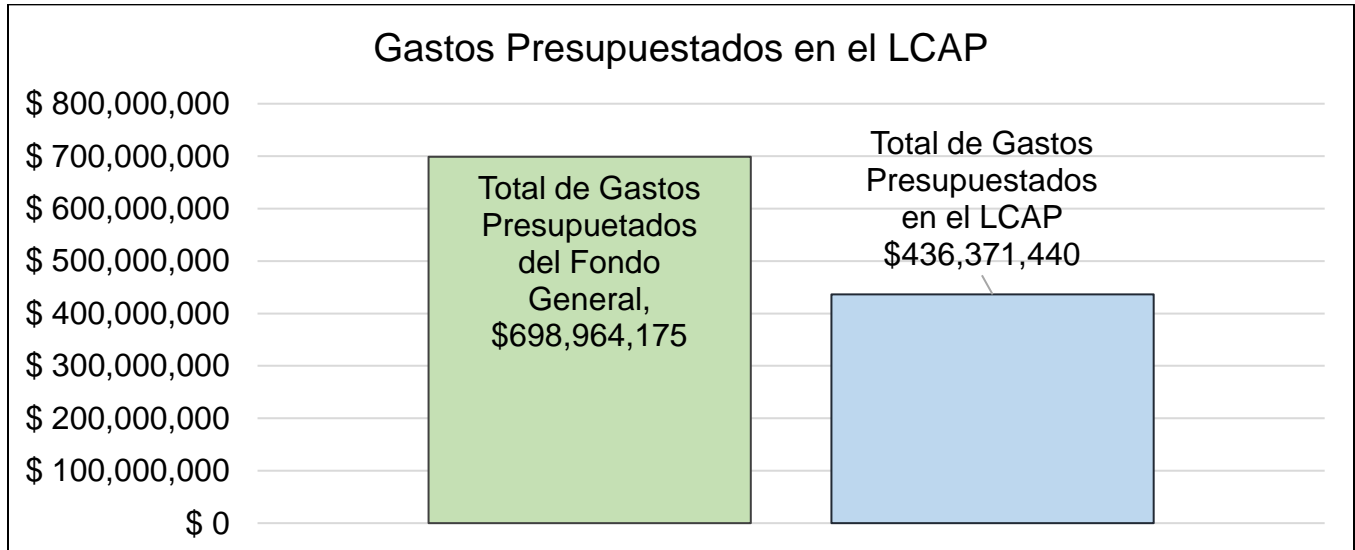 Gastos Presupuestados en el LCAP
$ 800,000,000
$ 700,000,000
$ 600,000,000
$ 500,000,000
$ 400,000,000
$ 300,000,000
$ 200,000,000
$ 100,000,000
$ 0
Total de Gastos
Presupuetados
del Fondo
General,
$698,964,175
Total de Gastos
Presupuestados
en el LCAP
$436,371,440